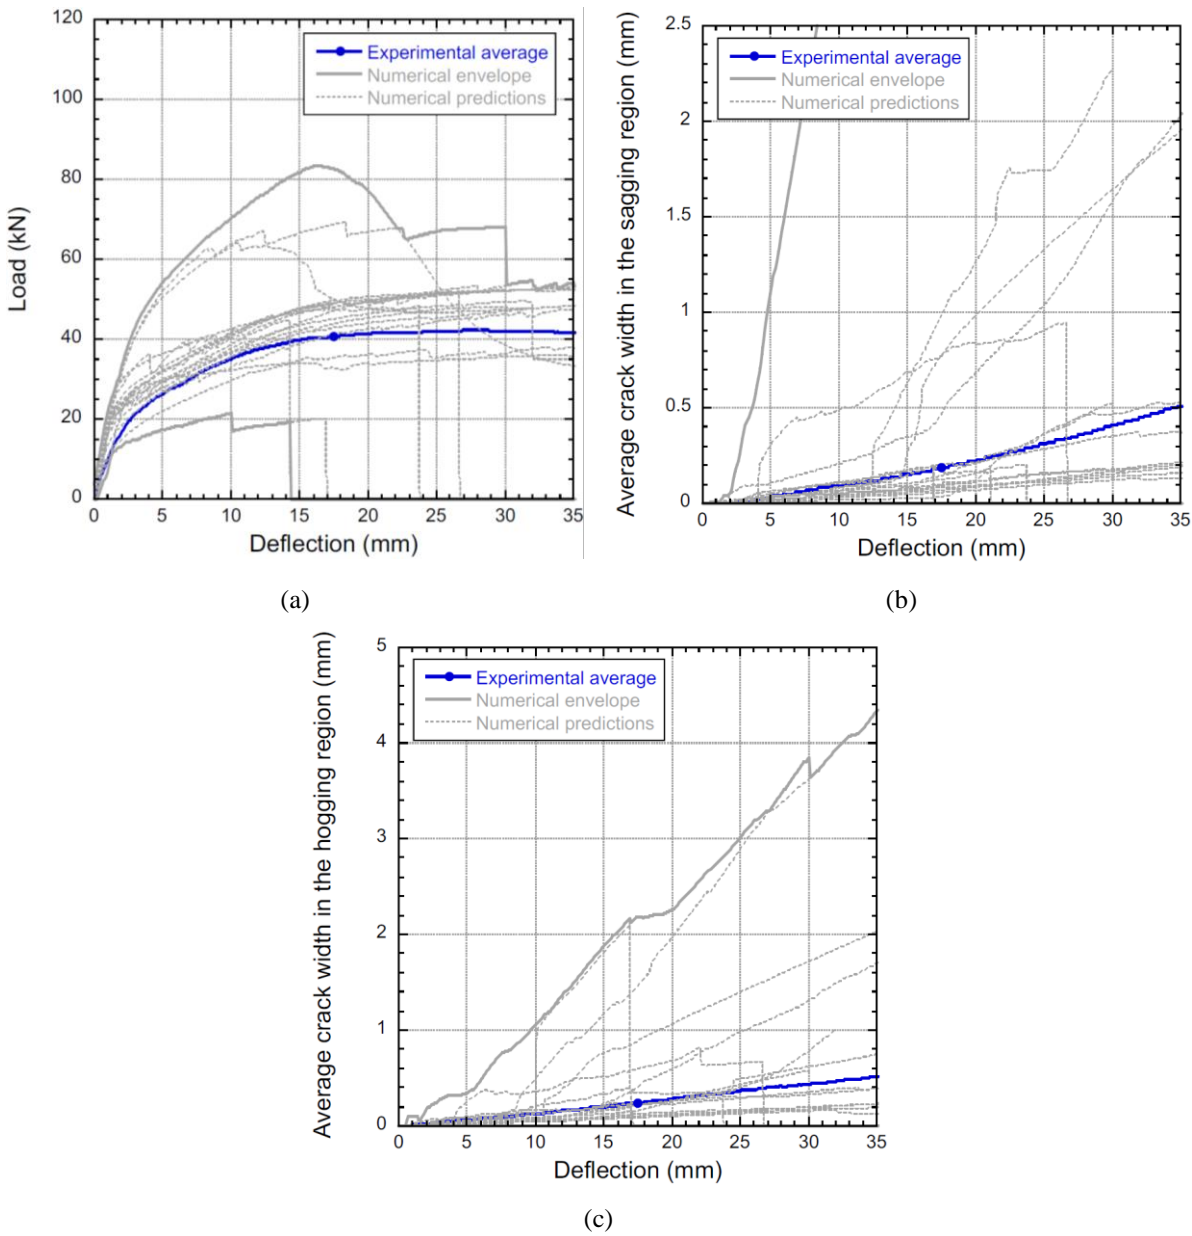 120
100
80
60
40
20
0
Load (kN)
Experimental average
Numerical envelope
Numerical predictions
0 5 10 15 20 25 30 35
Deflection (mm)
(a)
2.5
2
1.5
1
0.5
0
Average crack width in the sagging region (mm)
Experimental average
Numerical envelope
Numerical predictions
0 5 10 15 20 25 30 35
Deflection (mm)
(b)
5
4
3
2
1
0
Average crack width in the hogging region (mm)
Experimental average
Numerical envelope
Numerical predictions
0 5 10 15 20 25 30 35
Deflection (mm)
(c)